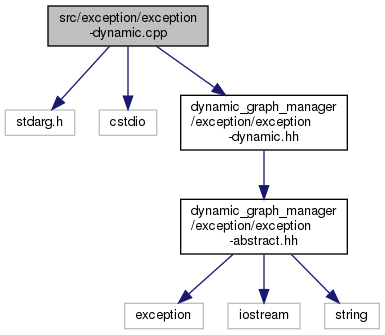 src/exception/exception
-dynamic.cpp
stdarg.h
cstdio
dynamic_graph_manager
/exception/exception
-dynamic.hh
dynamic_graph_manager
/exception/exception
-abstract.hh
exception
iostream
string